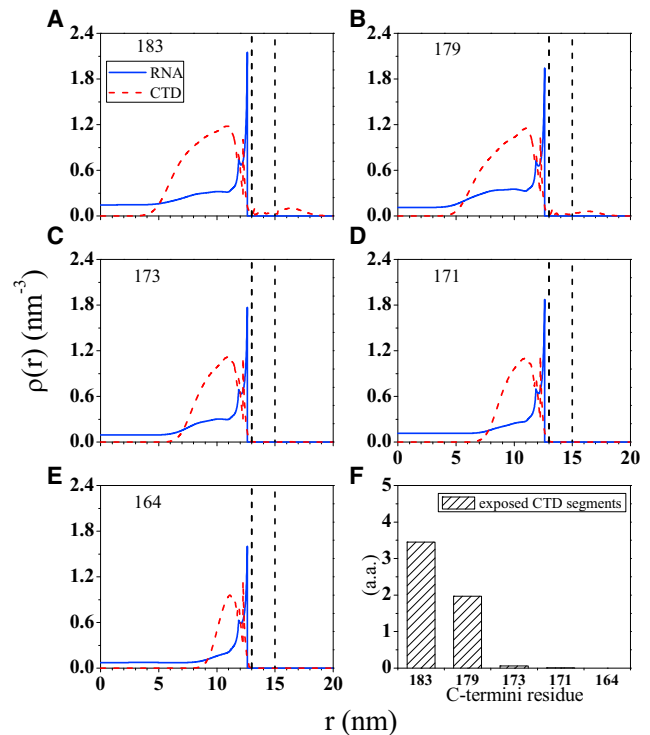 A
B
183
RNA
CTD
179
2.4
1.8
1.2
0.6
0.0
2.4
1.8
1.2
0.6
0.0
C
D
173
171
2.4
1.8
1.2
0.6
0.0
2.4
1.8
1.2
0.6
0.0
0 5 10 15 20
ρ(r) (nm⁻³)
E
F
164
exposed CTD segments
2.4
1.8
1.2
0.6
0.0
0 5 10 15 20
5
4
3
2
1
0
(a.a.)
183 179 173 171 164
C-termini residue
r (nm)